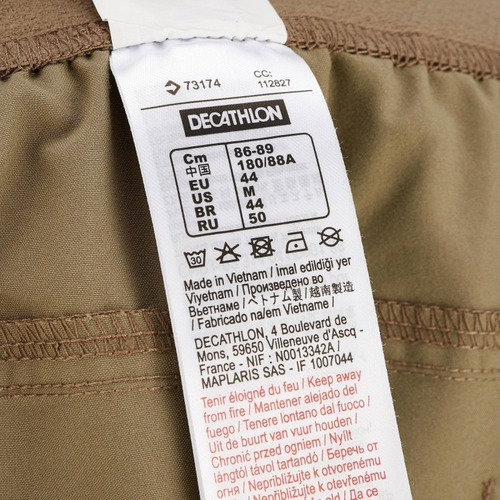 73174
CC: 112827
DECATHLON
Cm 86-89
中国 180/88A
EU 44
US M
BR 44
RU 50
30
Made in Vietnam / imal edildiği yer
Viyetnam / Произведено во
Вьетнаме / ベトナム製 / 越南製造
/ Fabricado na/em Vietname /
DECATHLON, 4 Boulevard de
Mons, 59650 Villeneuve d'Ascq -
France - NIF : N0013342A /
MAPLARIS SAS - IF 1007044
Tenir éloigné du feu / Keep away
from fire / Mantener alejado del
fuego / Tenere lontano dal fuoco /
Uit de buurt van vuur houden /
Chronić przed ogniem / Nyílt
lángtól távol tartandó / Беречь от
огня / Nepřibližujte k otevřenému